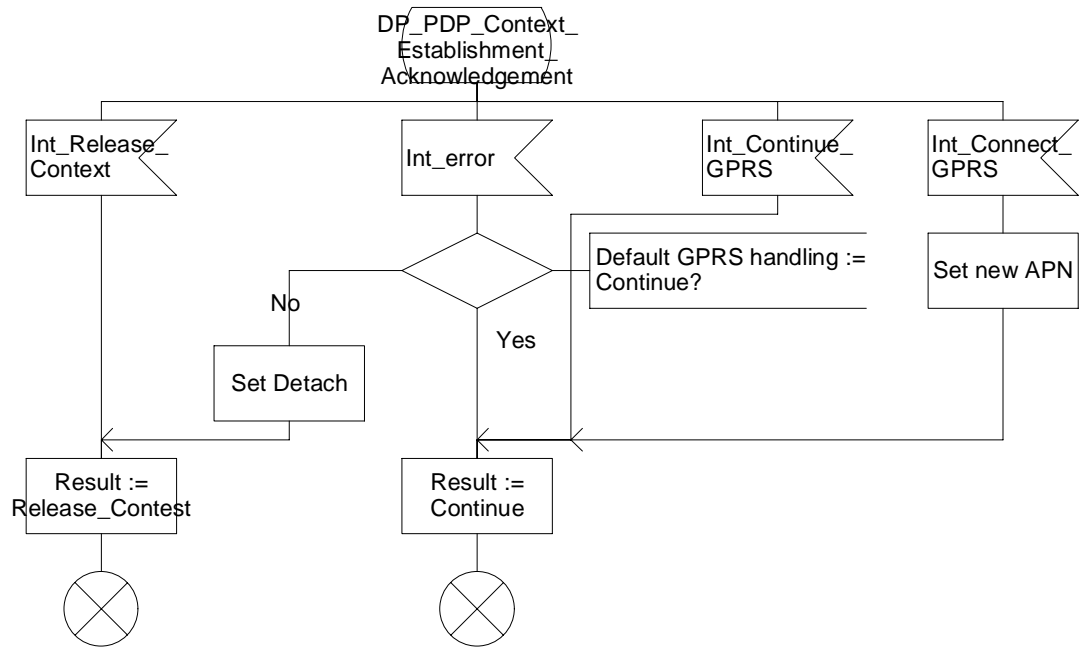 DP_PDP_Context_
Establishment_
Acknowledgement
Int_Release_
Context
Int_error
Int_Continue_
GPRS
Int_Connect_
GPRS
Default GPRS handling :=
Continue?
Set new APN
No
Yes
Set Detach
Result :=
Release_Contest
Result :=
Continue